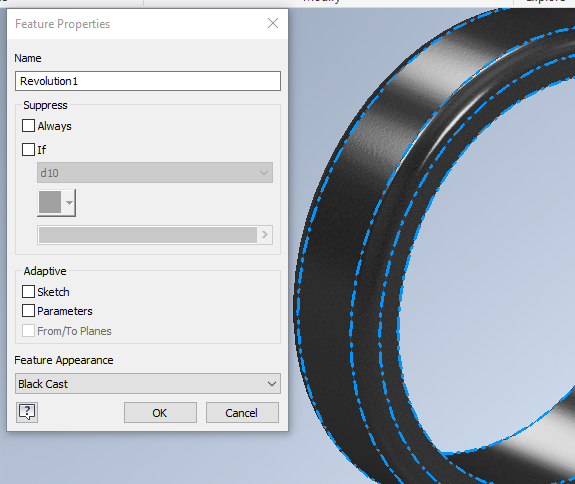 Feature Properties
Name
Revolution1
Suppress
Always
If
d10
Adaptive
Sketch
Parameters
From/To Planes
Feature Appearance
Black Cast
?
OK
Cancel